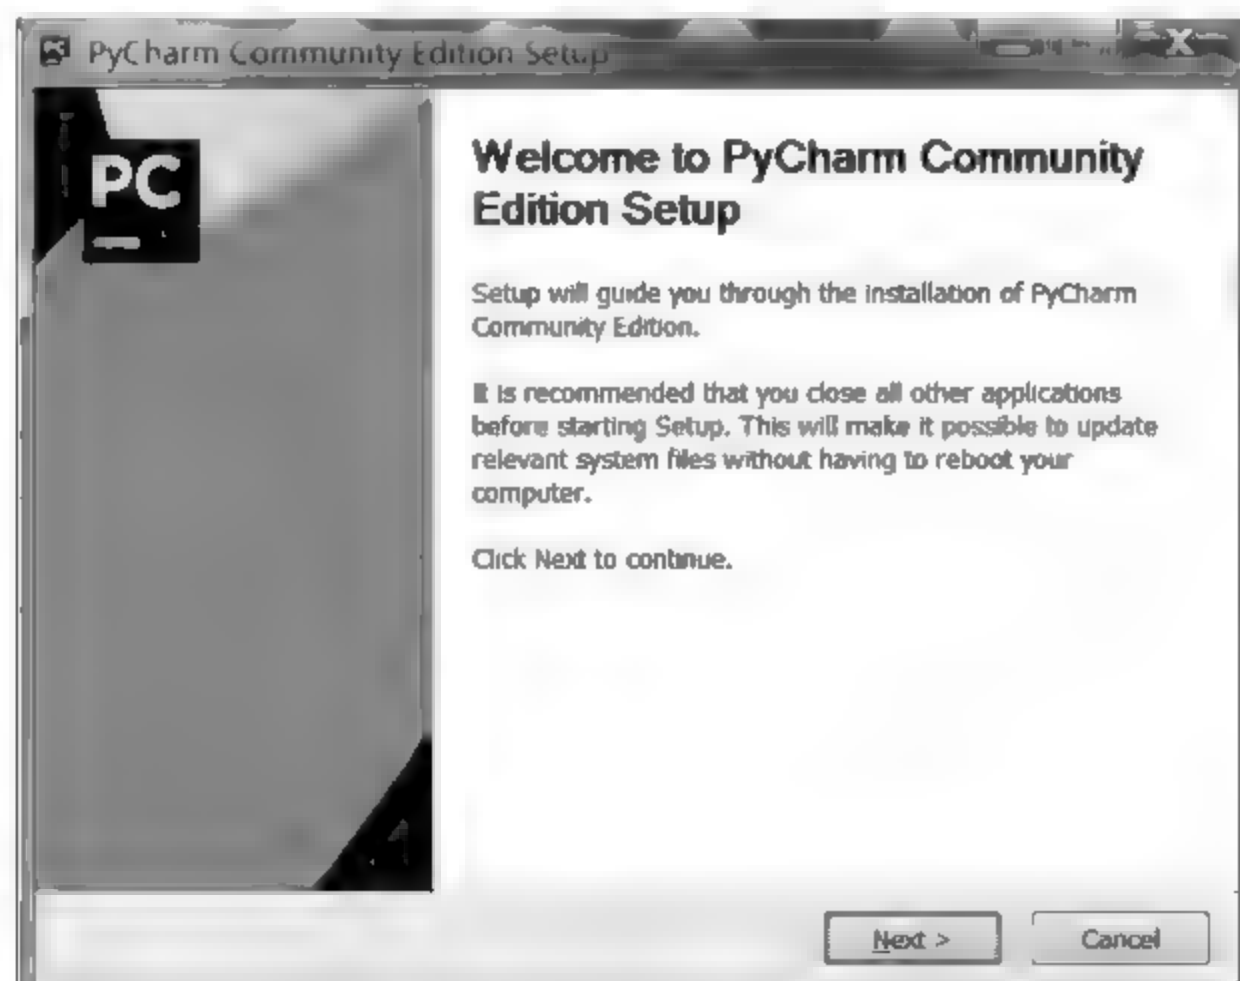 PyCharm Community Edition Setup
PC
Welcome to PyCharm Community
Edition Setup
Setup will guide you through the installation of PyCharm
Community Edition.
It is recommended that you close all other applications
before starting Setup. This will make it possible to update
relevant system files without having to reboot your
computer.
Click Next to continue.
Next >
Cancel